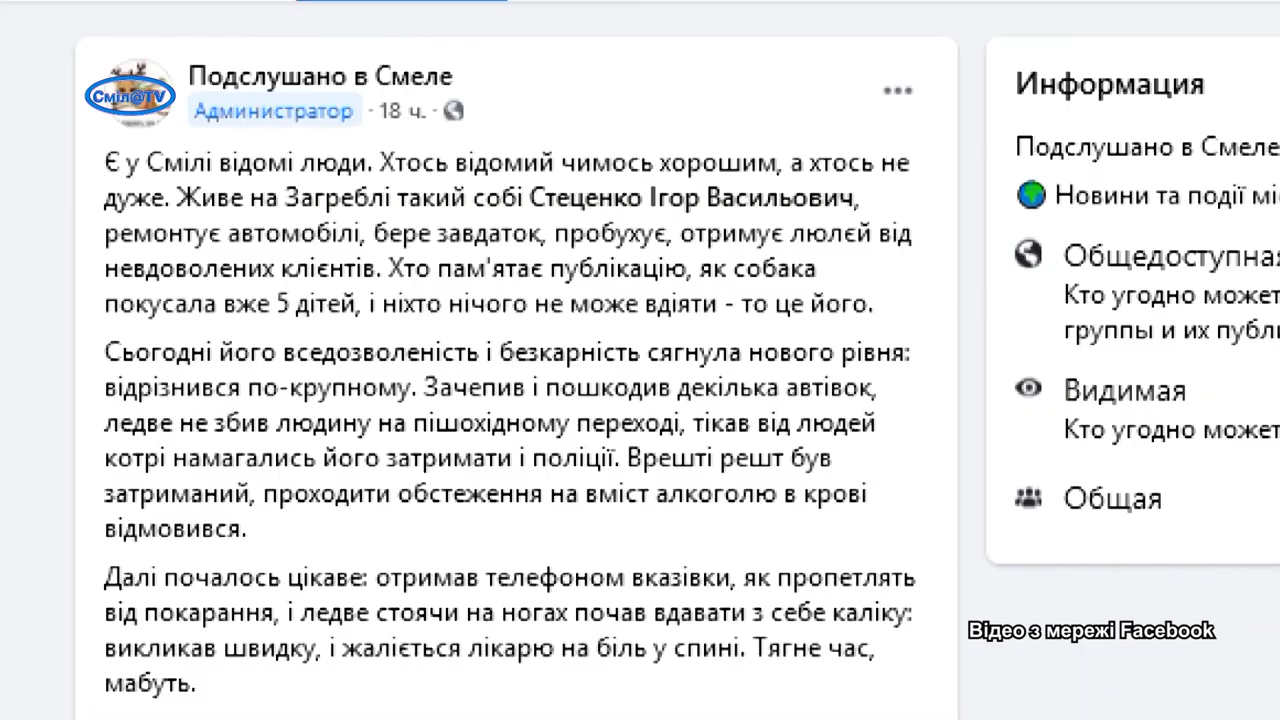 Подслушано в Смеле
Сміл@TV
Администратор · 18 ч. ·
Є у Смілі відомі люди. Хтось відомий чимось хорошим, а хтось не
дуже. Живе на Загреблі такий собі Стеценко Ігор Васильович,
ремонтує автомобілі, бере завдаток, пробухує, отримує люлєй від
невдоволених клієнтів. Хто пам'ятає публікацію, як собака
покусала вже 5 дітей, і ніхто нічого не може вдіяти - то це його.
Сьогодні його вседозволеність і безкарність сягнула нового рівня:
відрізнився по-крупному. Зачепив і пошкодив декілька автівок,
ледве не збив людину на пішохідному переході, тікав від людей
котрі намагались його затримати і поліції. Врешті решт був
затриманий, проходити обстеження на вміст алкоголю в крові
відмовився.
Далі почалось цікаве: отримав телефоном вказівки, як пропетлять
від покарання, і ледве стоячи на ногах почав вдавати з себе каліку:
викликав швидку, і жаліється лікарю на біль у спині. Тягне час,
мабуть.
Информация
Подслушано в Смеле
Новини та події мі
Общедоступная
Кто угодно может
группы и их публи
Видимая
Кто угодно может
Общая
Відео з мережі Facebook